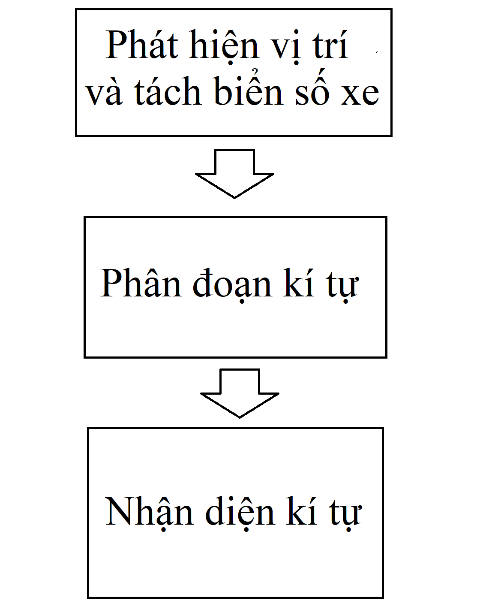 Phát hiện vị trí
và tách biển số xe
Phân đoạn kí tự
Nhận diện kí tự